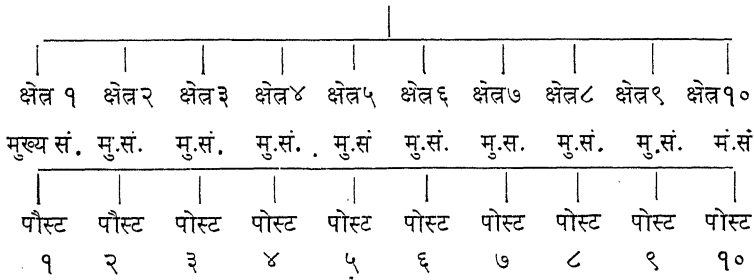 क्षेत्र १ क्षेत्र २ क्षेत्र ३ क्षेत्र ४ क्षेत्र ५ क्षेत्र ६ क्षेत्र ७ क्षेत्र ८ क्षेत्र ९ क्षेत्र १०
मुख्य सं. मु.सं. मु.सं. मु.सं. मु.सं मु.सं. मु.स. मु.सं. मु.सं. मं.सं
पौस्ट पौस्ट पोस्ट पोस्ट पोस्ट पोस्ट पोस्ट पोस्ट पोस्ट पोस्ट
१ २ ३ ४ ५ ६ ७ ८ ९ १०